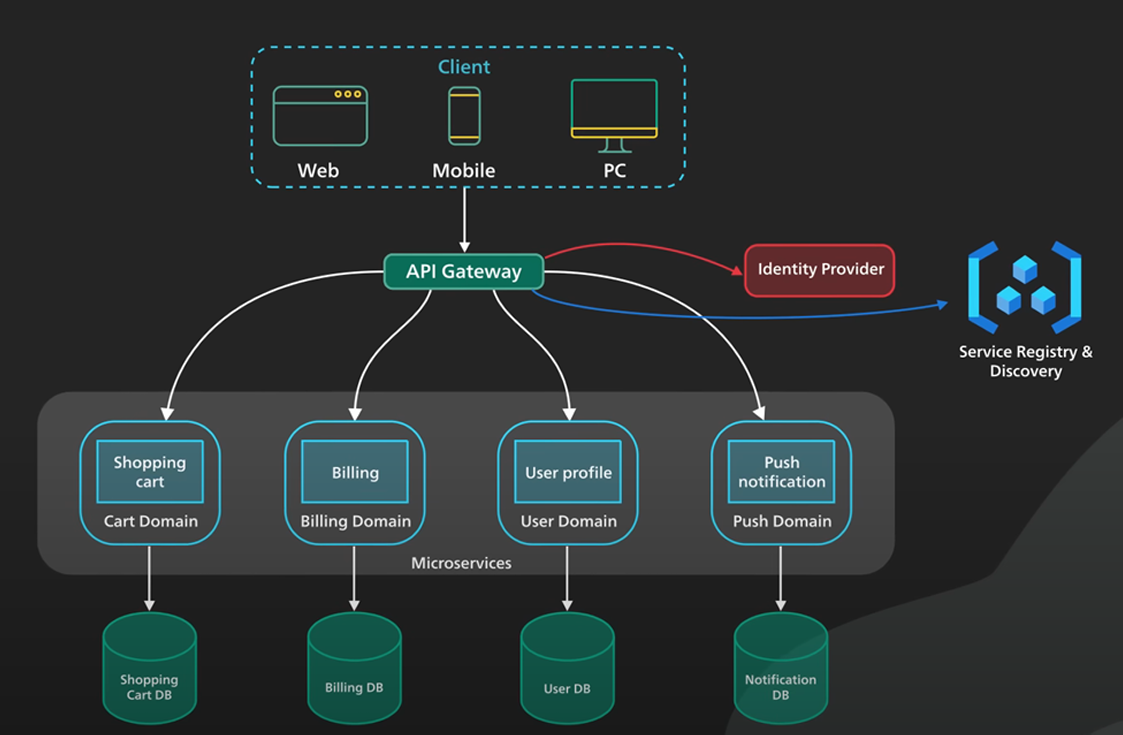 Client
Web
Mobile
PC
API Gateway
Identity Provider
Service Registry &
Discovery
Shopping
cart
Cart Domain
Billing
Billing Domain
User profile
User Domain
Push
notification
Push Domain
Microservices
Shopping
Cart DB
Billing DB
User DB
Notification
DB